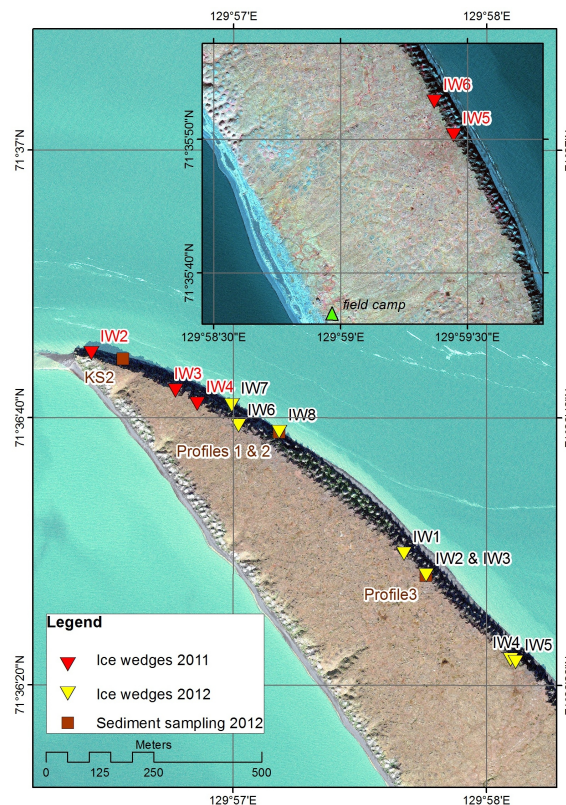 129°57'E
129°58'E
71°37'N
IW6
IW5
71°35'50"N
71°35'40"N
field camp
129°58'30"E
129°59'E
129°59'30"E
IW2
KS2
IW3
IW4
IW7
IW6
IW8
71°36'40"N
Profiles 1 & 2
IW1
IW2 & IW3
Profile3
IW4
IW5
71°36'20"N
Legend
Ice wedges 2011
Ice wedges 2012
Sediment sampling 2012
Meters
0 125 250 500
129°57'E
129°58'E